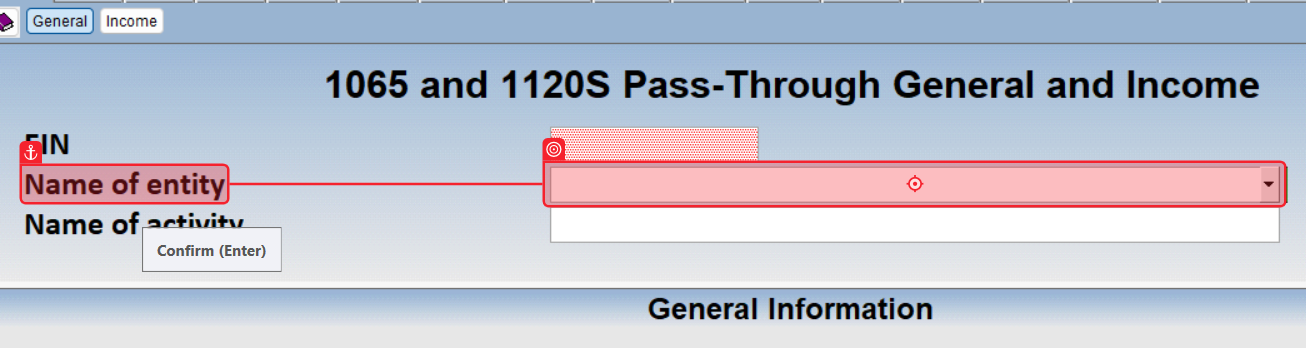 General Income
1065 and 1120S Pass-Through General and Income
EIN
Name of entity
Name of activity
Confirm (Enter)
General Information